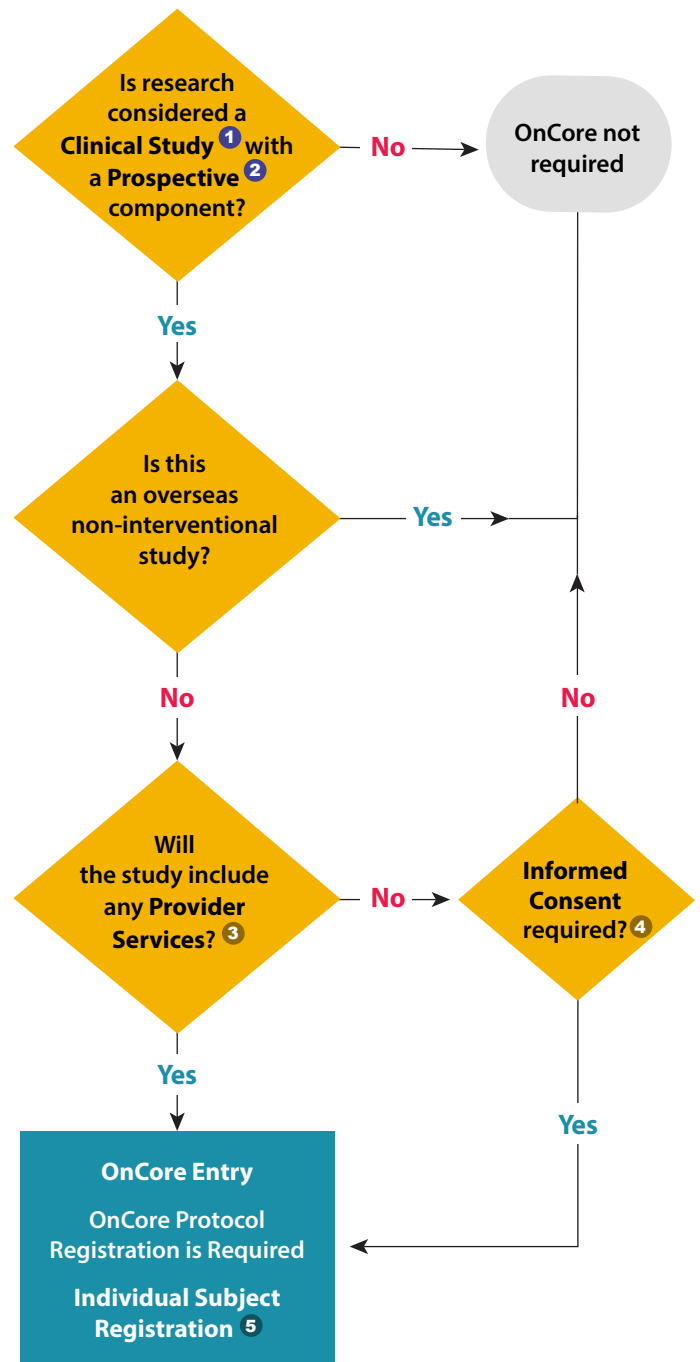 Is research
considered a
Clinical Study 1 with
a Prospective 2
component?
No
OnCore not
required
Yes
Is this
an overseas
non-interventional
study?
Yes
No
No
Will
the study include
any Provider
Services? 3
No
Informed
Consent
required? 4
Yes
Yes
OnCore Entry
OnCore Protocol
Registration is Required
Individual Subject
Registration 5